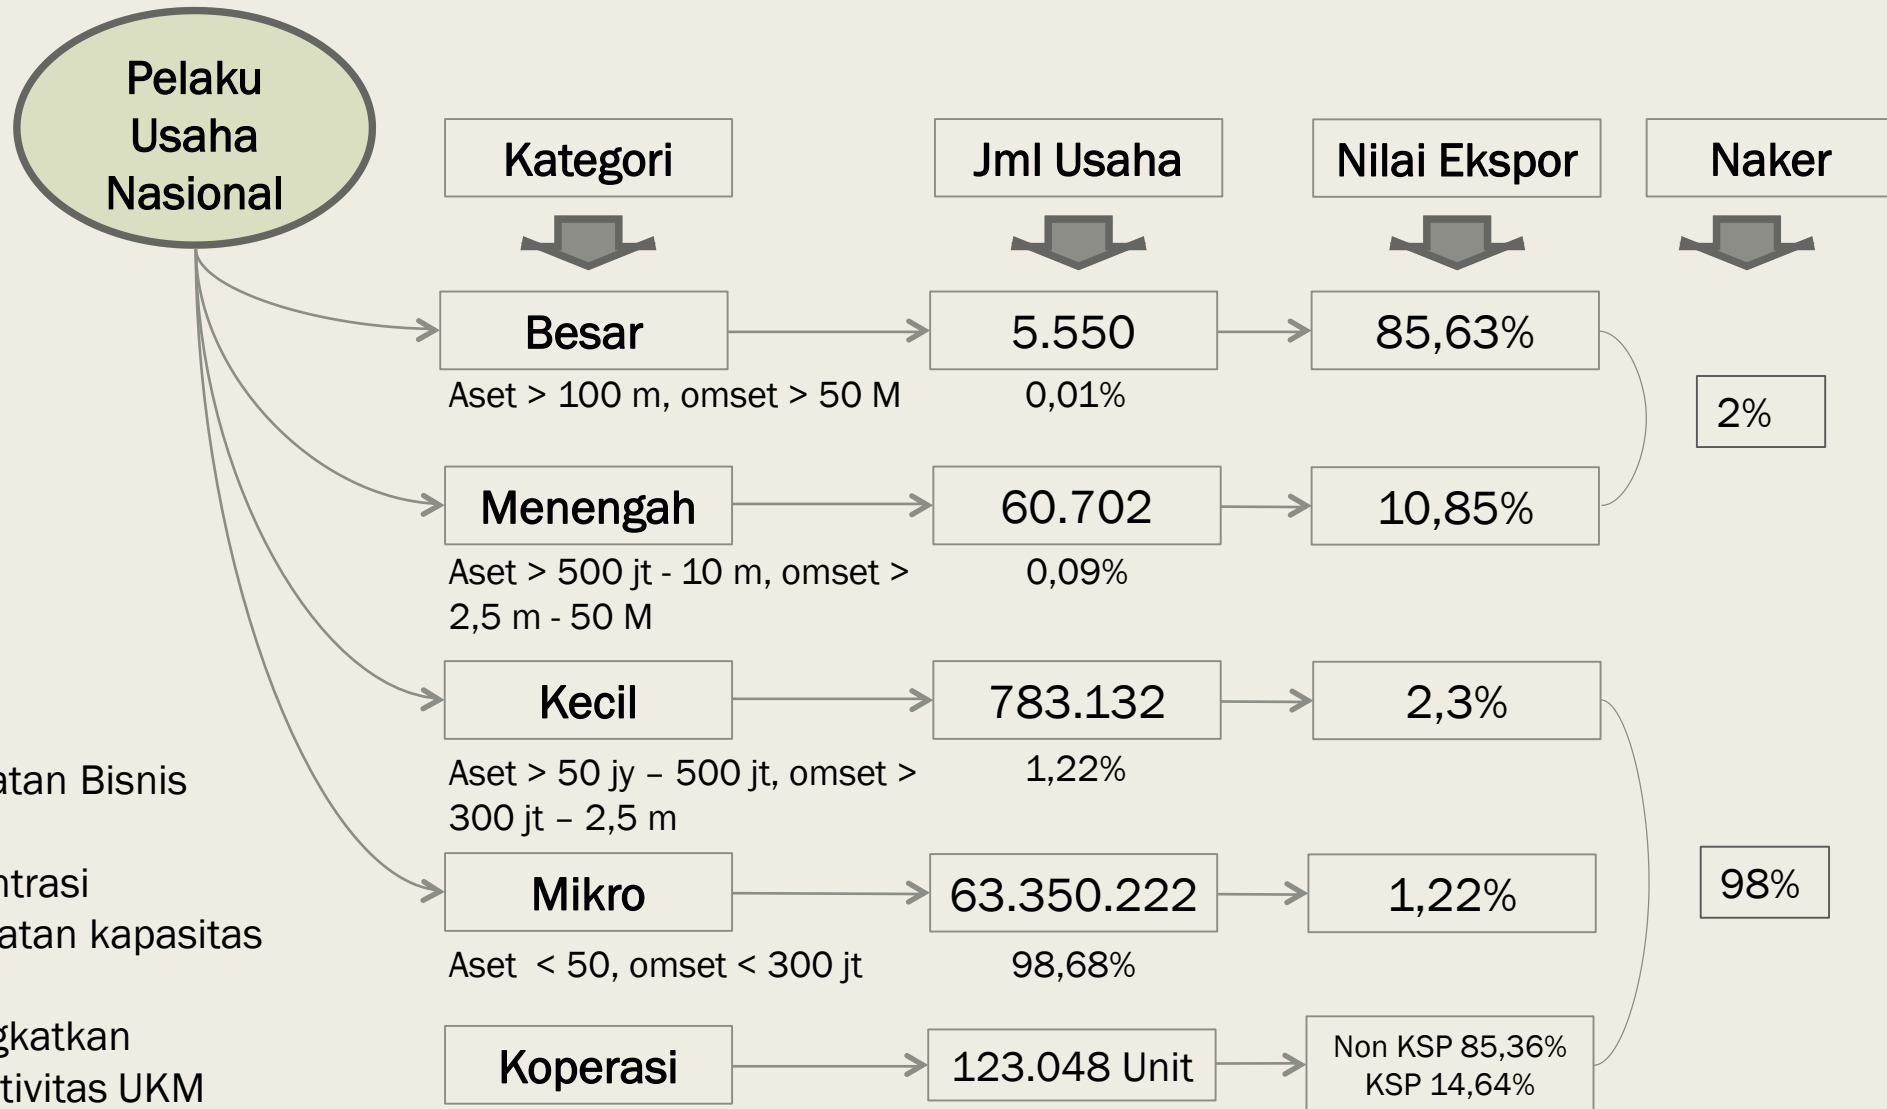 Pelaku
Usaha
Nasional
Kategori
Jml Usaha
Nilai Ekspor
Naker
Besar
5.550
85,63%
Aset > 100 m, omset > 50 M
0,01%
2%
Menengah
60.702
10,85%
Aset > 500 jt - 10 m, omset >
2,5 m - 50 M
0,09%
Kecil
783.132
2,3%
Aset > 50 jy – 500 jt, omset >
300 jt – 2,5 m
1,22%
Mikro
63.350.222
1,22%
98%
Aset < 50, omset < 300 jt
98,68%
Koperasi
123.048 Unit
Non KSP 85,36%
KSP 14,64%
atan Bisnis
ntrasi
atan kapasitas
gkatkan
tivitas UKM